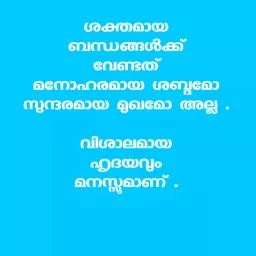 ശക്തമായ
ബന്ധങ്ങൾക്ക്
വേണ്ടത്
മനോഹരമായ ശബ്ദമോ
സുന്ദരമായ മുഖമോ അല്ല .
വിശാലമായ
ഹൃദയവും
മനസ്സുമാണ് .